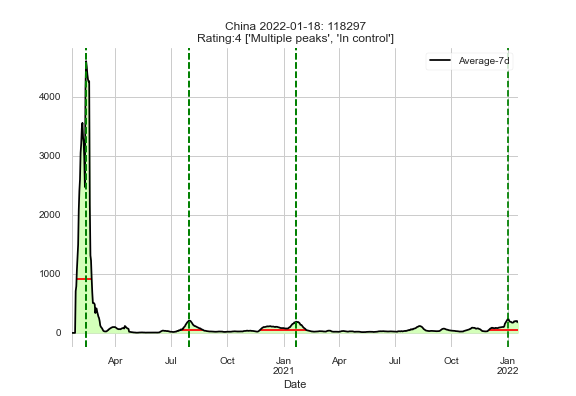 China 2022-01-18: 118297
Rating:4 ['Multiple peaks', 'In control']
Average-7d
4000
3000
2000
1000
0
Apr Jul Oct Jan Apr Jul Oct Jan
2021 2022
Date